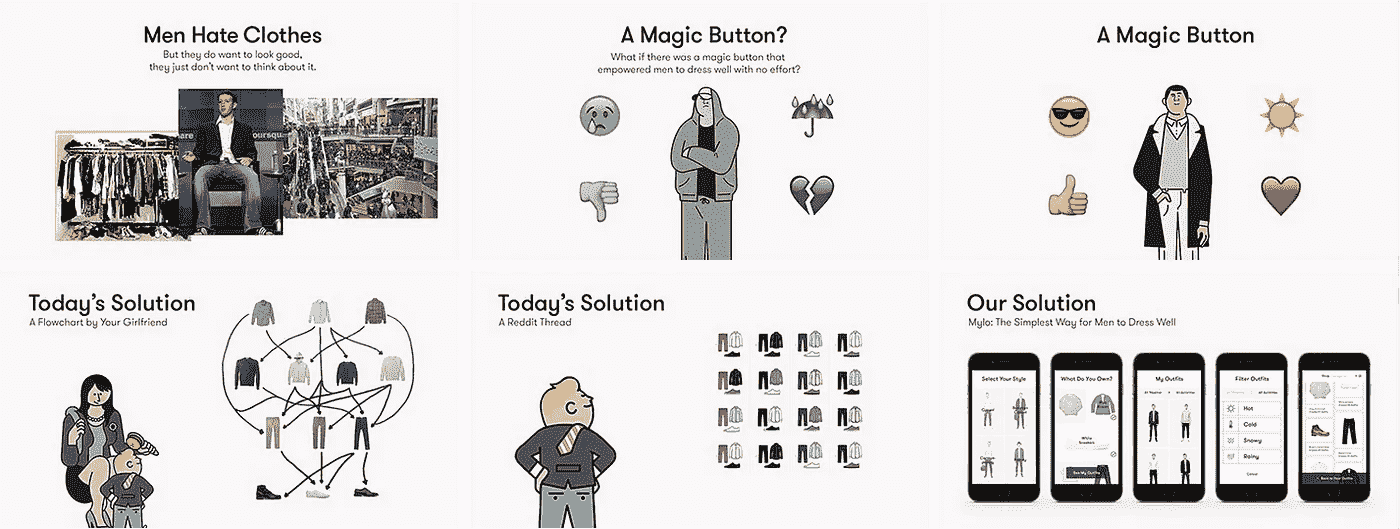 Men Hate Clothes
But they do want to look good,
they just don't want to think about it.
oursqu
A Magic Button?
What if there was a magic button that
empowered men to dress well with no effort?
A Magic Button
Today's Solution
A Flowchart by Your Girlfriend
Today's Solution
A Reddit Thread
Our Solution
Mylo: The Simplest Way for Men to Dress Well
Select Your Style
What Do You Own?
White
Sneakers
My Outfits
Filter Outfits
Hot
Cold
Snowy
Rainy